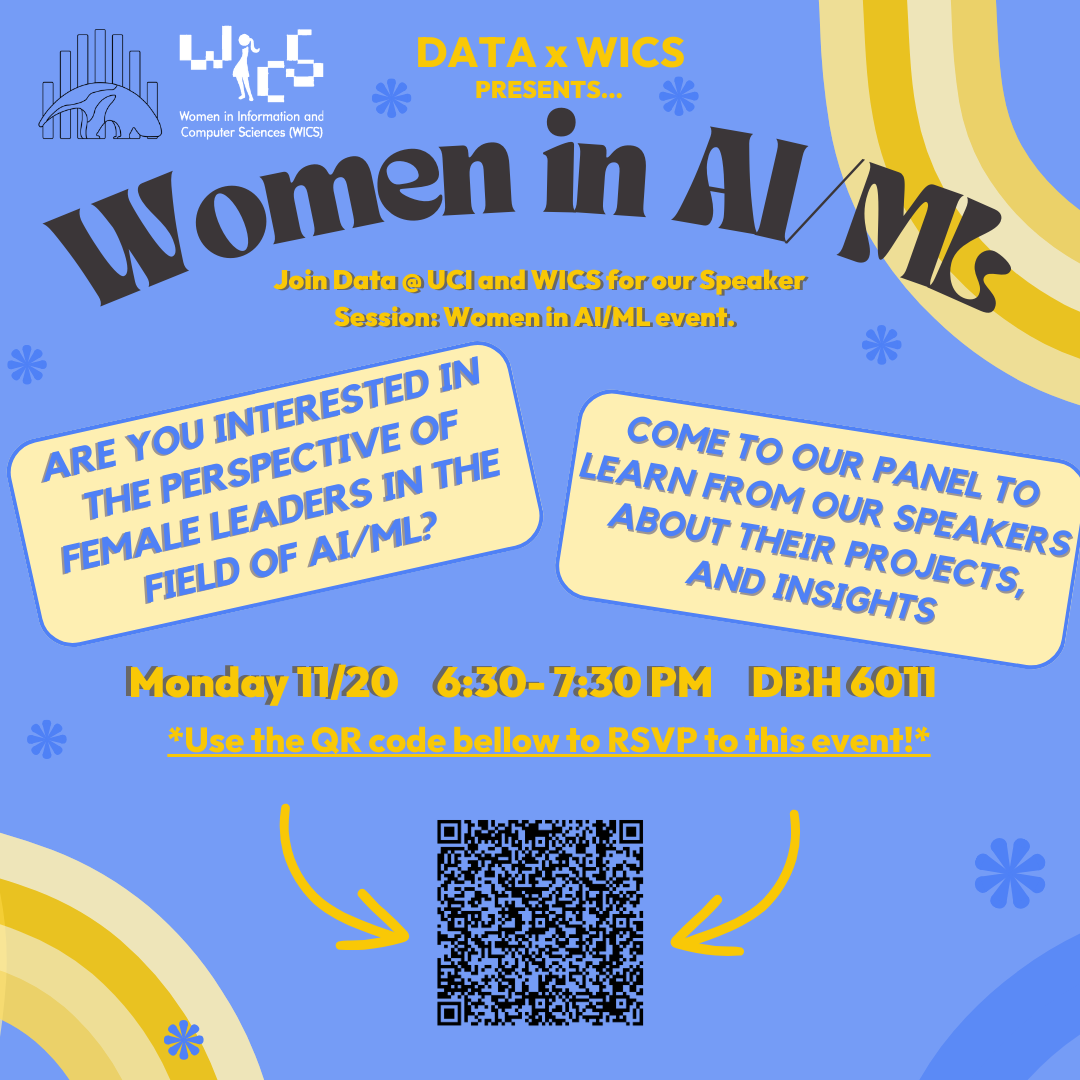 WiCS
Women in Information and
Computer Sciences (WICS)
DATA x WICS
PRESENTS...
Women in AI/MLs
Join Data @ UCI and WICS for our Speaker
Session: Women in AI/ML event.
ARE YOU INTERESTED IN
THE PERSPECTIVE OF
FEMALE LEADERS IN THE
FIELD OF AI/ML?
COME TO OUR PANEL TO
LEARN FROM OUR SPEAKERS
ABOUT THEIR PROJECTS,
AND INSIGHTS
Monday 11/20 6:30- 7:30 PM DBH 6011
*Use the QR code bellow to RSVP to this event!*